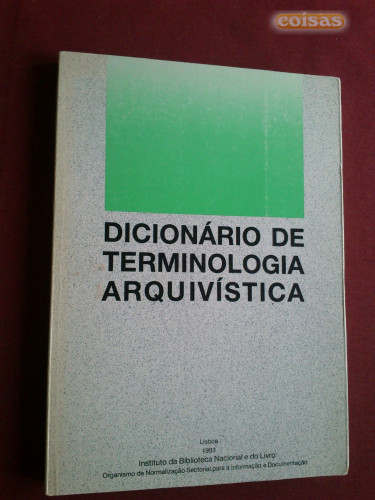 coisas
DICIONÁRIO DE
TERMINOLOGIA
ARQUIVÍSTICA
Lisboa
1993
Instituto da Biblioteca Nacional e do Livro
Organismo de Normalização Sectorial para a Informação e Documentação